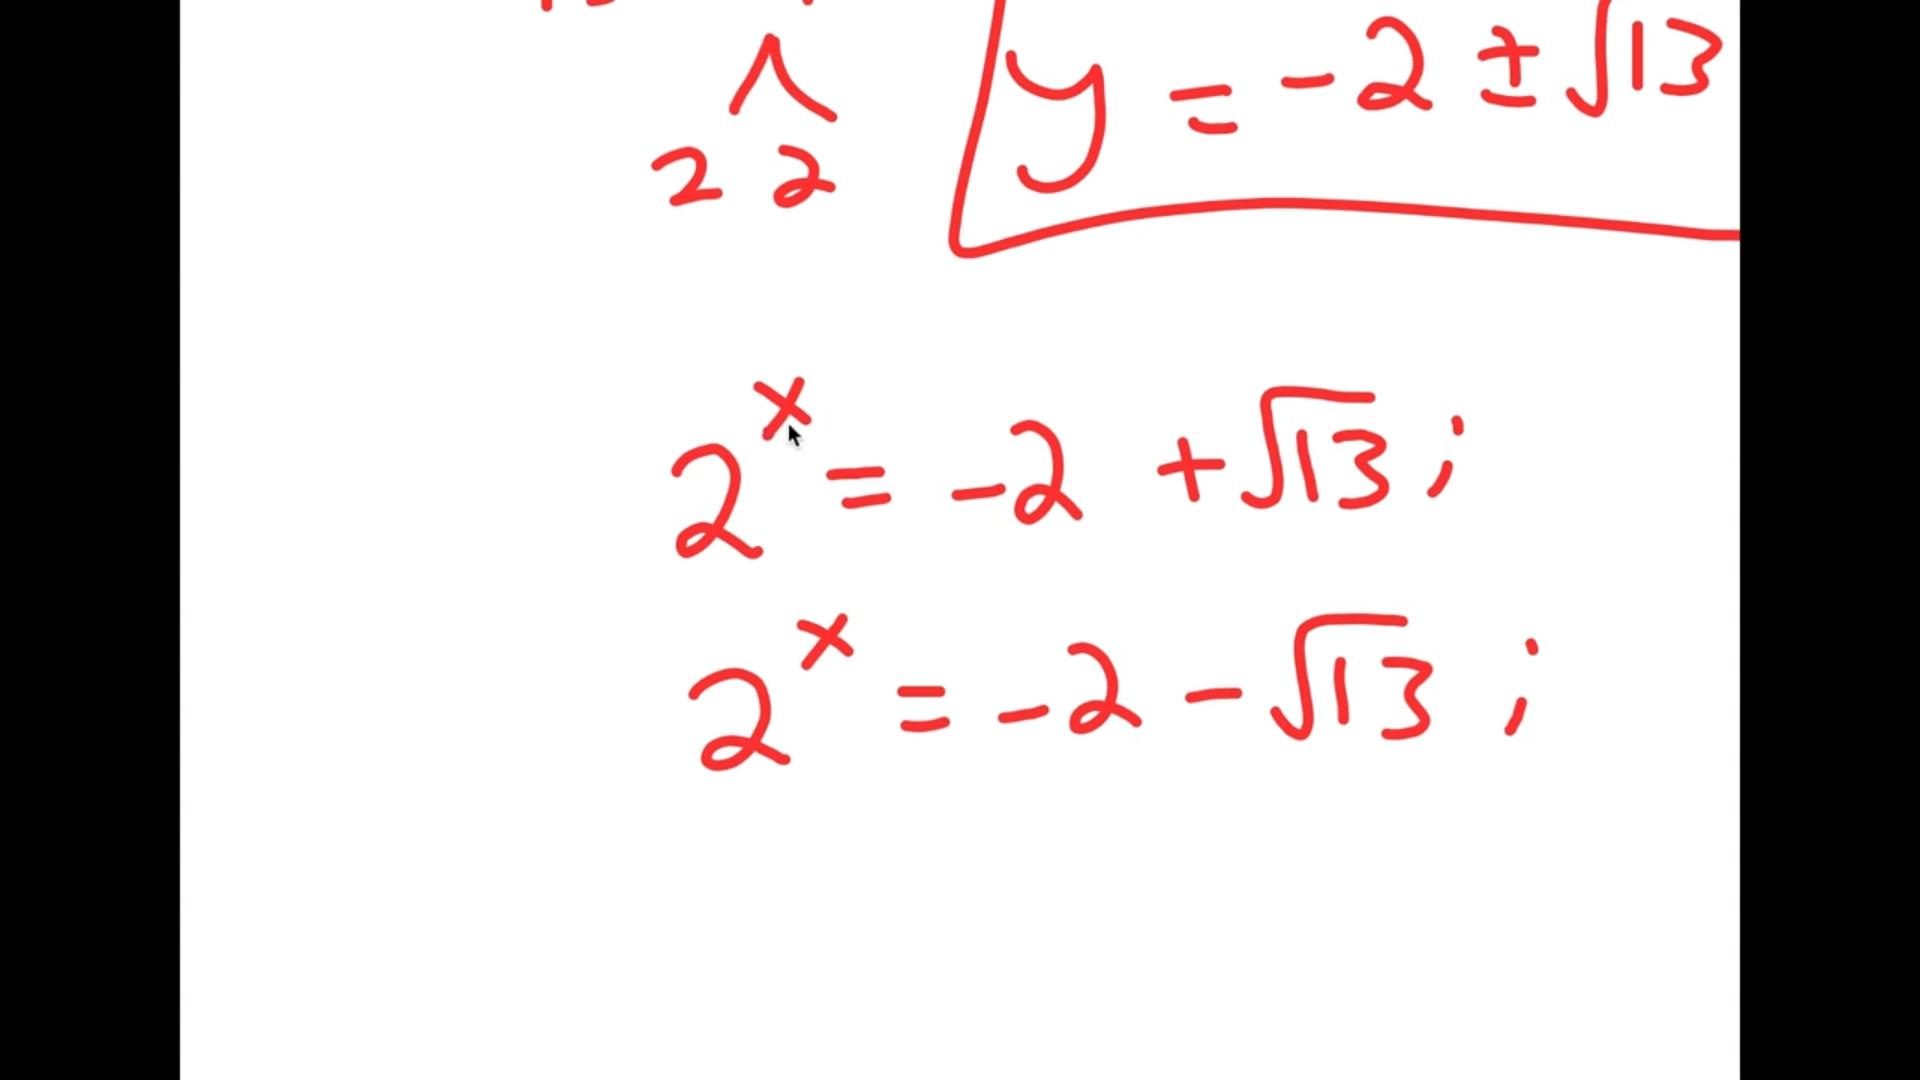 y = -2 ± √13
2 2
2^x = -2 + √13 i
2^x = -2 - √13 i